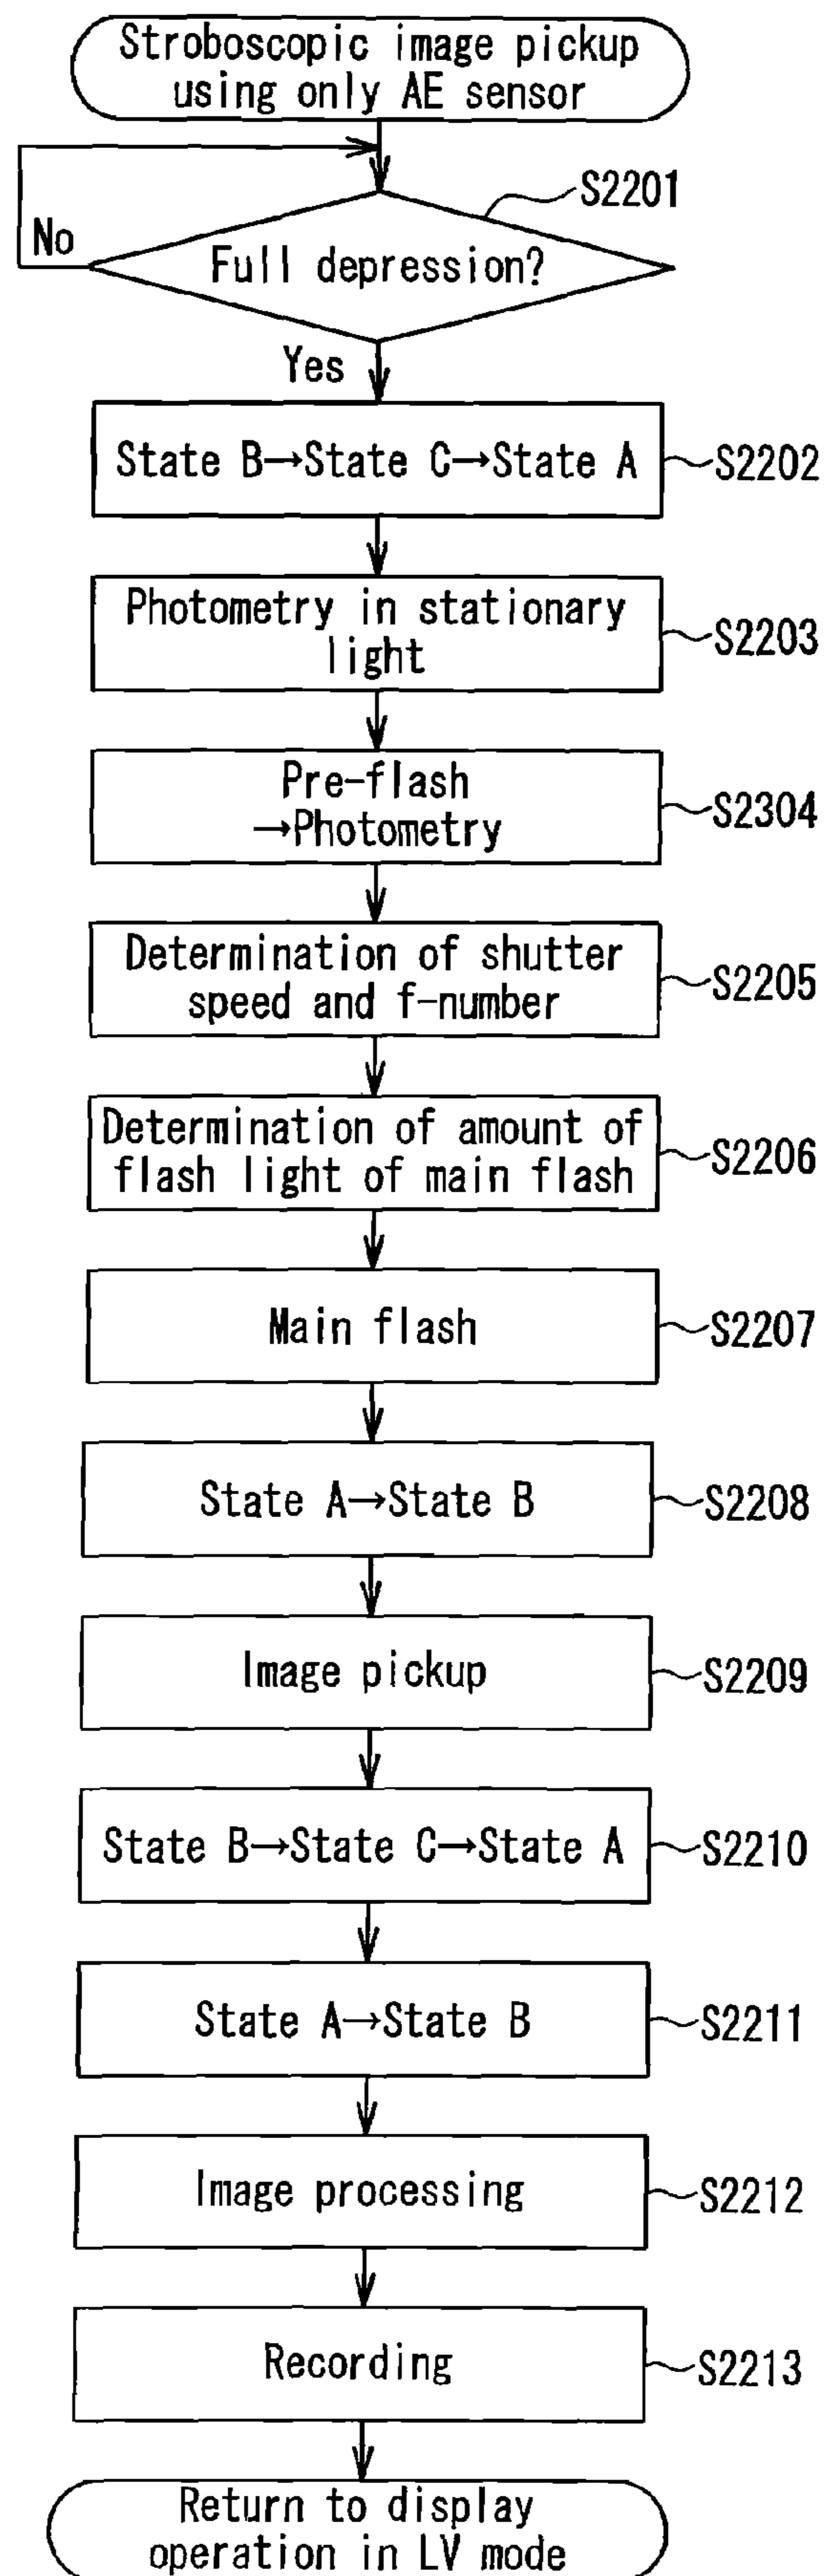 Stroboscopic image pickup
using only AE sensor
S2201
No
Full depression?
Yes
State B→State C→State A
S2202
Photometry in stationary
light
S2203
Pre-flash
→Photometry
S2304
Determination of shutter
speed and f-number
S2205
Determination of amount of
flash light of main flash
S2206
Main flash
S2207
State A→State B
S2208
Image pickup
S2209
State B→State C→State A
S2210
State A→State B
S2211
Image processing
S2212
Recording
S2213
Return to display
operation in LV mode